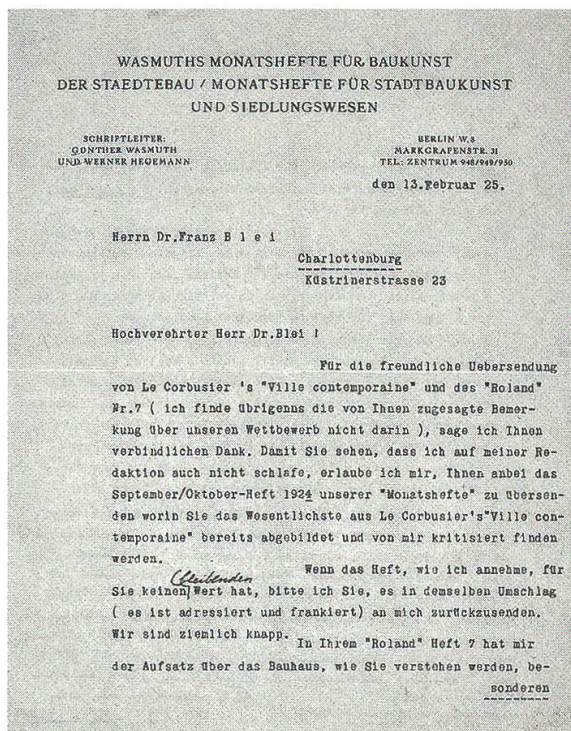 WASMUTHS MONATSHEFTE FÜR BAUKUNST
DER STAEDTEBAU / MONATSHEFTE FÜR STADTBAUKUNST
UND SIEDLUNGSWESEN
SCHRIFTLEITER:
GÜNTHER WASMUTH
UND WERNER HEGEMANN
BERLIN W.8
MARKGRAFENSTR. 31
TEL: ZENTRUM 948/949/950
den 13.Februar 25.
Herrn Dr.Franz B l e i
Charlottenburg
Küstrinerstrasse 23
Hochverehrter Herr Dr.Blei !
Für die freundliche Uebersendung
von Le Corbusier 's "Ville contemporaine" und des "Roland"
Nr.7 ( ich finde übrigenns die von Ihnen zugesagte Bemer-
kung über unseren Wettbewerb nicht darin ), sage ich Ihnen
verbindlichen Dank. Damit Sie sehen, dass ich auf meiner Re-
daktion auch nicht schlafe, erlaube ich mir, Ihnen anbei das
September/Oktober-Heft 1924 unserer "Monatshefte" zu übersen-
den worin Sie das Wesentlichste aus Le Corbusier's"Ville con-
temporaine" bereits abgebildet und von mir kritisiert finden
werden.
Wenn das Heft, wie ich annehme, für
bleibenden
Sie keinen Wert hat, bitte ich Sie, es in demselben Umschlag
( es ist adressiert und frankiert) an mich zurückzusenden.
Wir sind ziemlich knapp.
In Ihrem "Roland" Heft 7 hat mir
der Aufsatz über das Bauhaus, wie Sie verstehen werden, be-
sonderen